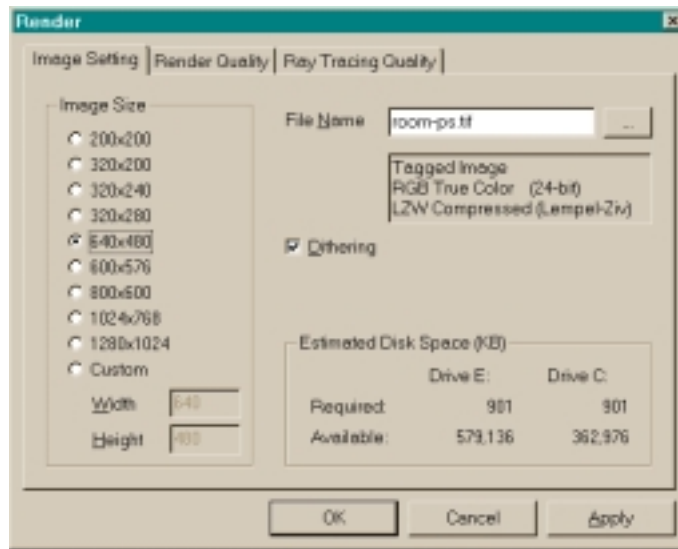 Render
Image Setting Render Quality Ray Tracing Quality
Image Size
200x200
320x200
320x240
320x280
640x480
600x576
800x600
1024x768
1280x1024
Custom
Width 640
Height 480
File Name room-ps.tif ...
Tagged Image
RGB True Color (24-bit)
LZW Compressed (Lempel-Ziv)
Dithering
Estimated Disk Space (KB)
Drive E: Drive C:
Required: 901 901
Available: 579,136 362,976
OK Cancel Apply